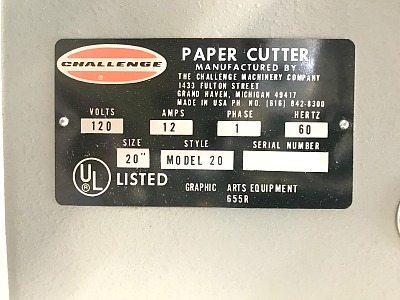 CHALLENGE
PAPER CUTTER
MANUFACTURED BY
THE CHALLENGE MACHINERY COMPANY
1433 FULTON STREET
GRAND HAVEN, MICHIGAN 49417
MADE IN USA PH. NO. (616) 842-8300
VOLTS AMPS PHASE HERTZ
120 12 1 60
SIZE STYLE SERIAL NUMBER
20" MODEL 20
UL ® LISTED
GRAPHIC ARTS EQUIPMENT
655R